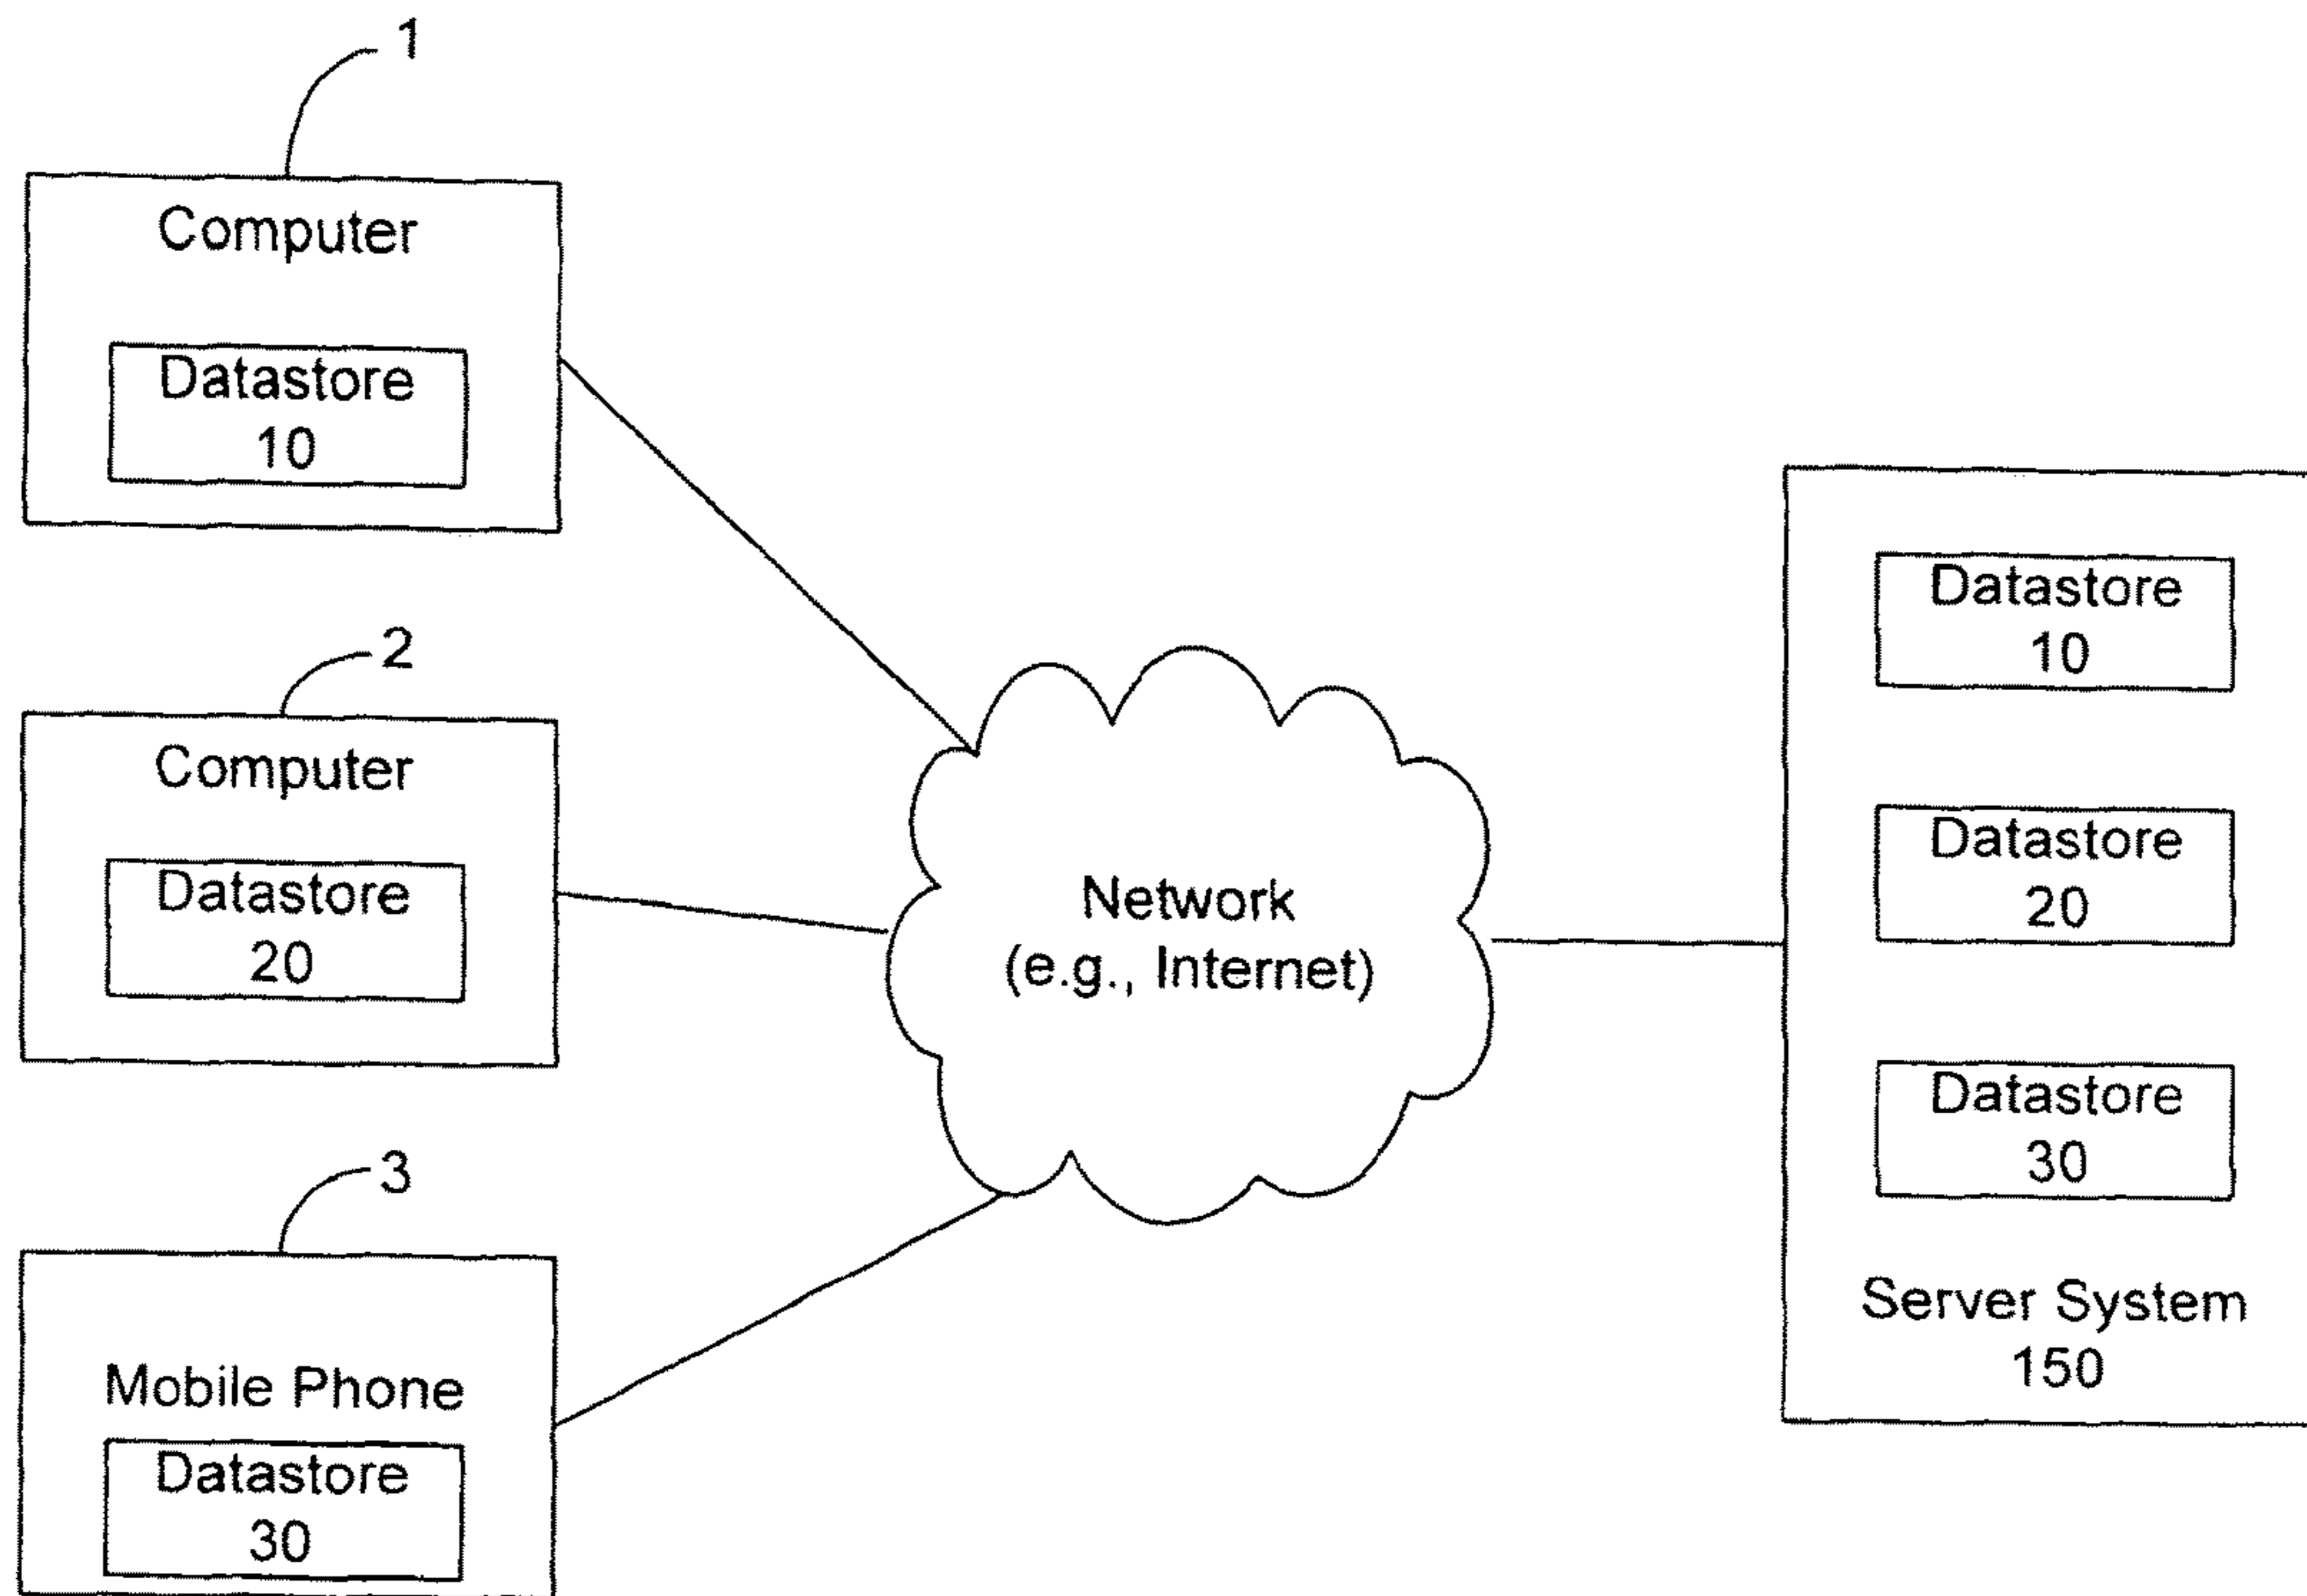 1
Computer
Datastore
10
2
Computer
Datastore
20
3
Mobile Phone
Datastore
30
Network
(e.g., Internet)
Datastore
10
Datastore
20
Datastore
30
Server System
150